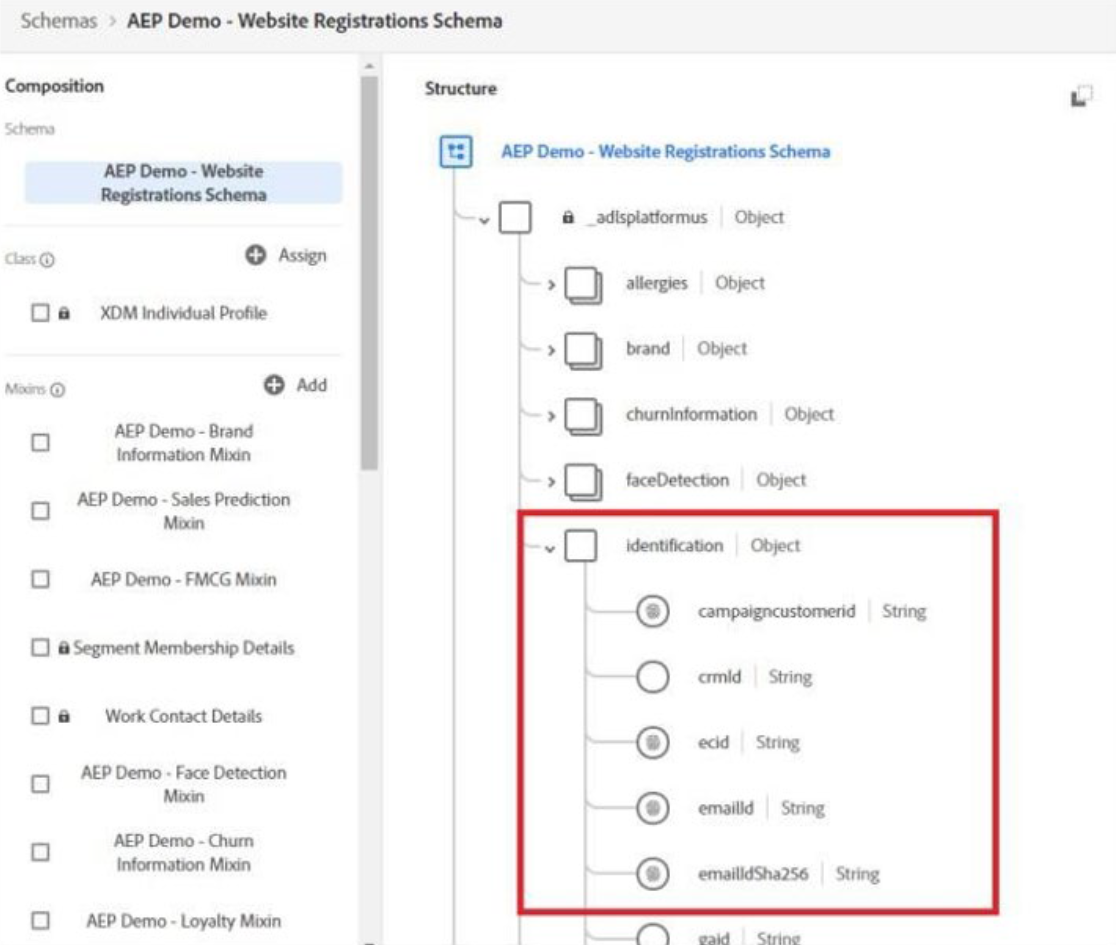 Schemas > AEP Demo - Website Registrations Schema
Composition
Schema
AEP Demo - Website
Registrations Schema
Class
Assign
XDM Individual Profile
Mixins
Add
AEP Demo - Brand
Information Mixin
AEP Demo - Sales Prediction
Mixin
AEP Demo - FMCG Mixin
Segment Membership Details
Work Contact Details
AEP Demo - Face Detection
Mixin
AEP Demo - Churn
Information Mixin
AEP Demo - Loyalty Mixin
Structure
AEP Demo - Website Registrations Schema
_adlsplatformus | Object
allergies | Object
brand | Object
churnInformation | Object
faceDetection | Object
identification | Object
campaigncustomerid | String
crmId | String
ecid | String
emailId | String
emailIdSha256 | String
gaid | String